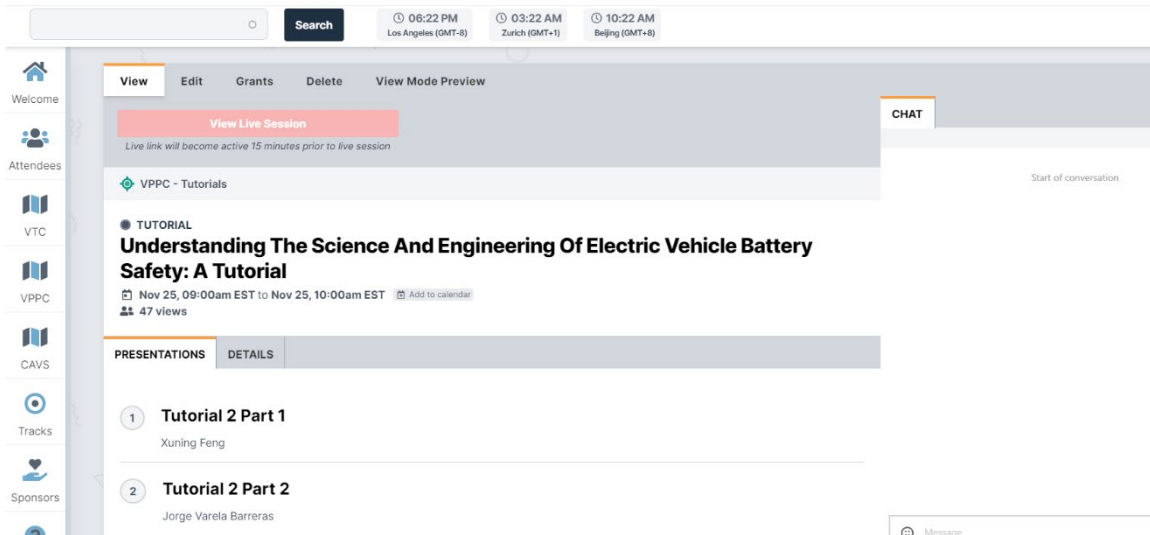 Search
06:22 PM
Los Angeles (GMT-8)
03:22 AM
Zurich (GMT+1)
10:22 AM
Beijing (GMT+8)
Welcome
Attendees
VTC
VPPC
CAVS
Tracks
Sponsors
View Edit Grants Delete View Mode Preview
View Live Session
Live link will become active 15 minutes prior to live session
VPPC - Tutorials
TUTORIAL
Understanding The Science And Engineering Of Electric Vehicle Battery
Safety: A Tutorial
Nov 25, 09:00am EST to Nov 25, 10:00am EST Add to calendar
47 views
PRESENTATIONS DETAILS
1 Tutorial 2 Part 1
Xuning Feng
2 Tutorial 2 Part 2
Jorge Varela Barreras
CHAT
Start of conversation
Message